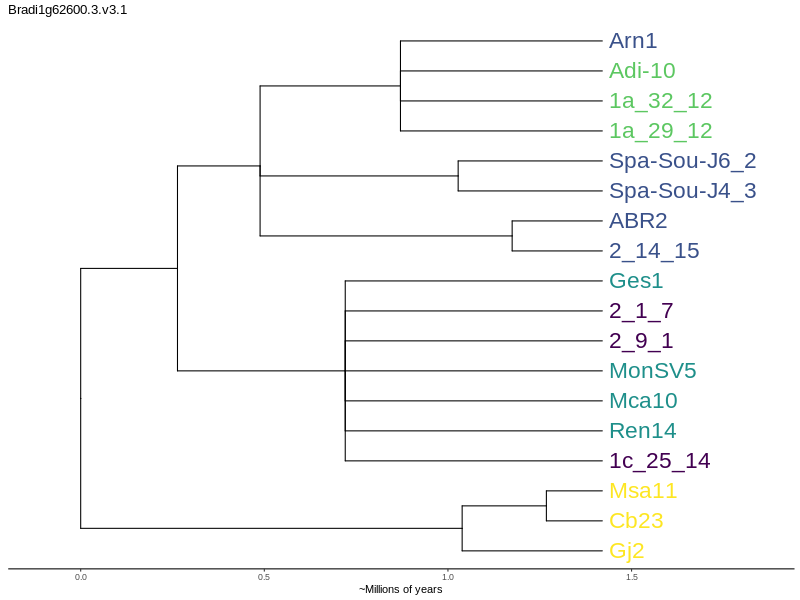 Bradi1g62600.3.v3.1
Arn1
Adi-10
1a_32_12
1a_29_12
Spa-Sou-J6_2
Spa-Sou-J4_3
ABR2
2_14_15
Ges1
2_1_7
2_9_1
MonSV5
Mca10
Ren14
1c_25_14
Msa11
Cb23
Gj2
0.0 0.5 1.0 1.5
~Millions of years